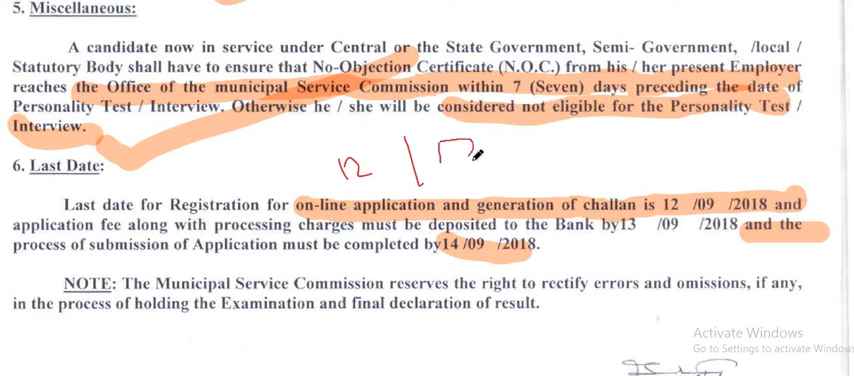 5. Miscellaneous:
A candidate now in service under Central or the State Government, Semi- Government, /local /
Statutory Body shall have to ensure that No-Objection Certificate (N.O.C.) from his / her present Employer
reaches the Office of the municipal Service Commission within 7 (Seven) days preceding the date of
Personality Test / Interview. Otherwise he / she will be considered not eligible for the Personality Test /
Interview.
12 /
6. Last Date:
Last date for Registration for on-line application and generation of challan is 12 /09 /2018 and
application fee along with processing charges must be deposited to the Bank by13 /09 /2018 and the
process of submission of Application must be completed by14 /09 /2018.
NOTE: The Municipal Service Commission reserves the right to rectify errors and omissions, if any,
in the process of holding the Examination and final declaration of result.
Activate Windows
Go to Settings to activate Windows